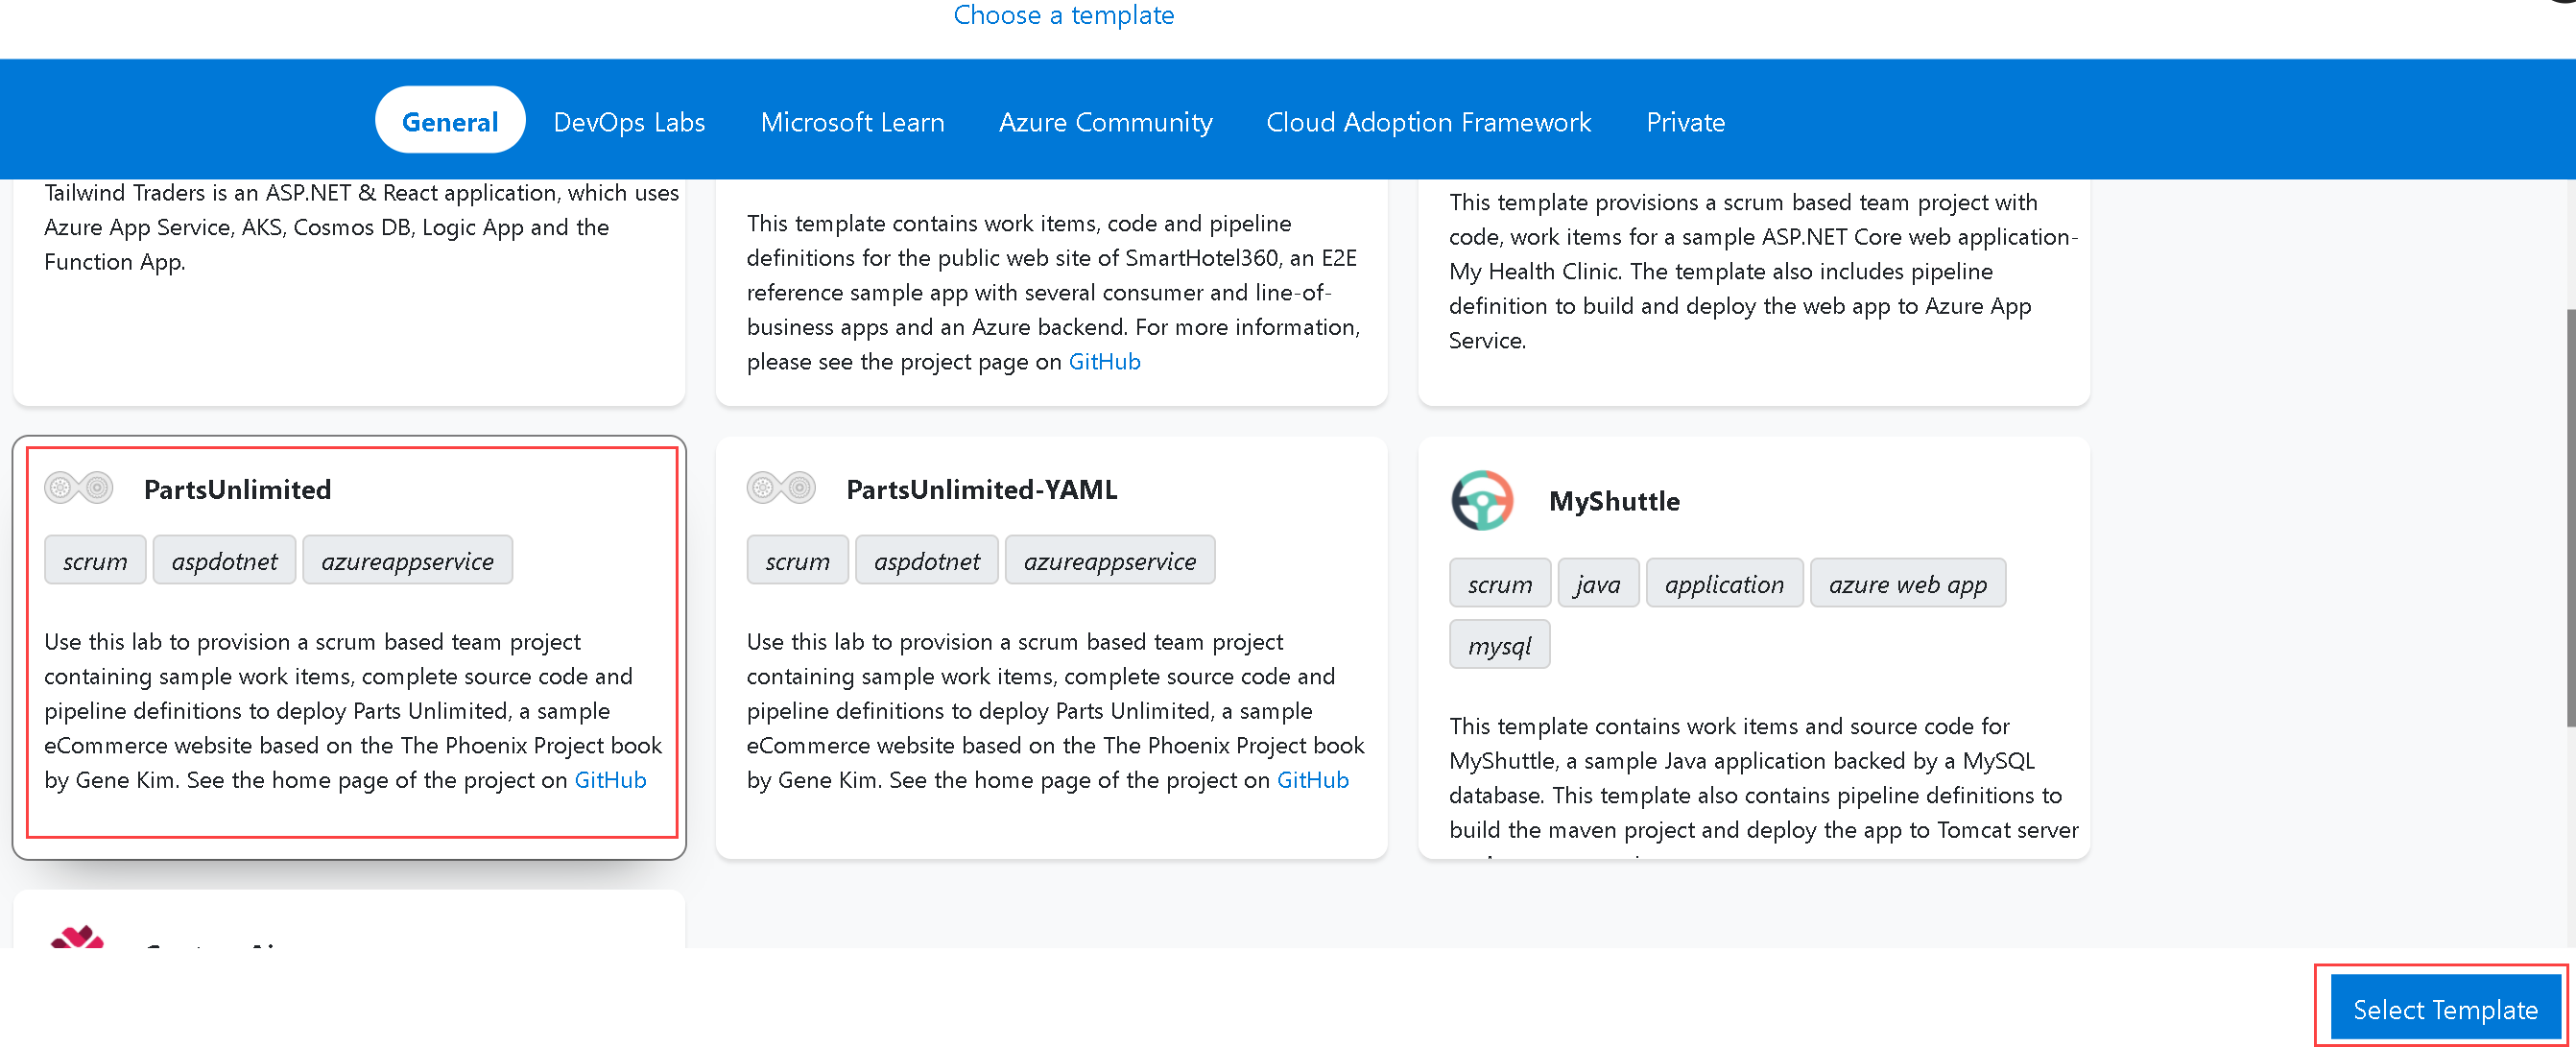 Choose a template
General
DevOps Labs
Microsoft Learn
Azure Community
Cloud Adoption Framework
Private
Tailwind Traders is an ASP.NET & React application, which uses
Azure App Service, AKS, Cosmos DB, Logic App and the
Function App.
This template contains work items, code and pipeline
definitions for the public web site of SmartHotel360, an E2E
reference sample app with several consumer and line-of-
business apps and an Azure backend. For more information,
please see the project page on GitHub
This template provisions a scrum based team project with
code, work items for a sample ASP.NET Core web application-
My Health Clinic. The template also includes pipeline
definition to build and deploy the web app to Azure App
Service.
PartsUnlimited
scrum
aspdotnet
azureappservice
Use this lab to provision a scrum based team project
containing sample work items, complete source code and
pipeline definitions to deploy Parts Unlimited, a sample
eCommerce website based on the The Phoenix Project book
by Gene Kim. See the home page of the project on GitHub
PartsUnlimited-YAML
scrum
aspdotnet
azureappservice
Use this lab to provision a scrum based team project
containing sample work items, complete source code and
pipeline definitions to deploy Parts Unlimited, a sample
eCommerce website based on the The Phoenix Project book
by Gene Kim. See the home page of the project on GitHub
MyShuttle
scrum
java
application
azure web app
mysql
This template contains work items and source code for
MyShuttle, a sample Java application backed by a MySQL
database. This template also contains pipeline definitions to
build the maven project and deploy the app to Tomcat server
Select Template